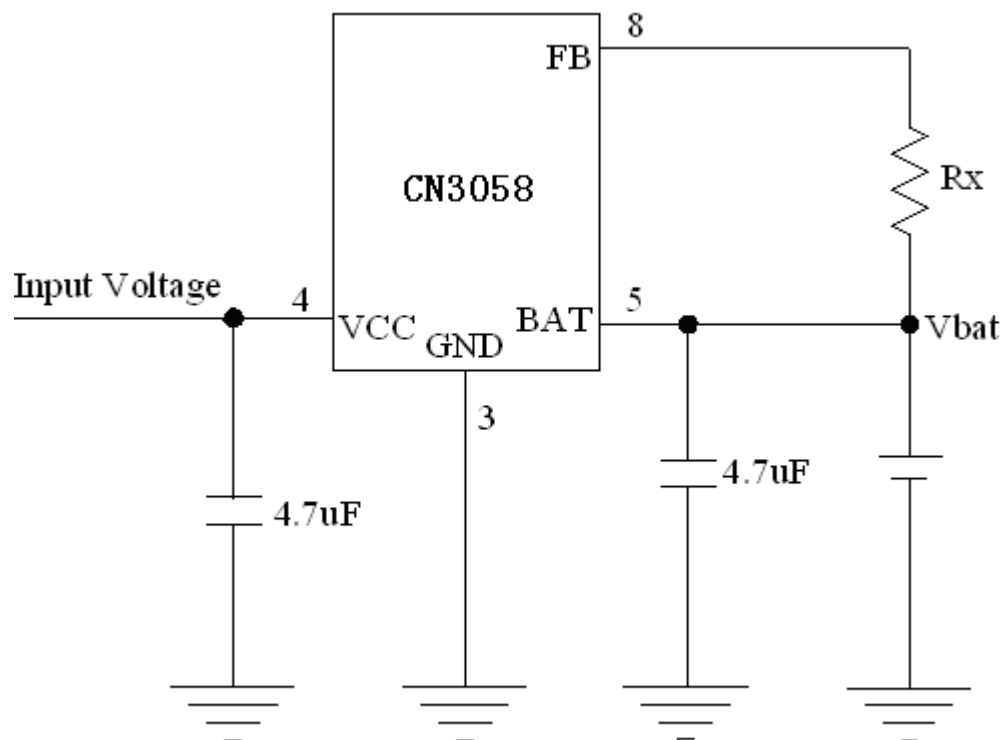 8
FB
CN3058
Rx
Input Voltage
4
VCC
GND
BAT
5
Vbat
3
4.7uF
4.7uF